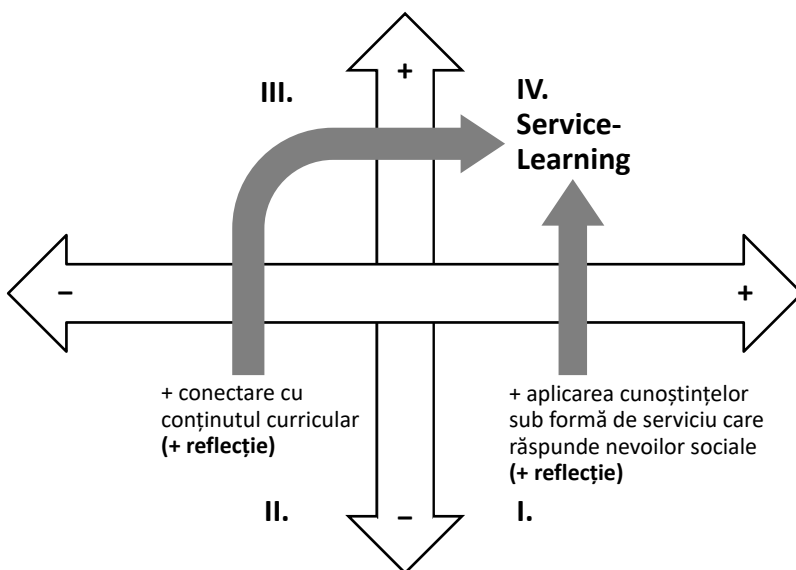 +
III.
IV.
Service-
Learning
–
+
+ conectare cu
conținutul curricular
(+ reflecție)
+ aplicarea cunoștințelor
sub formă de serviciu care
răspunde nevoilor sociale
(+ reflecție)
II.
–
I.